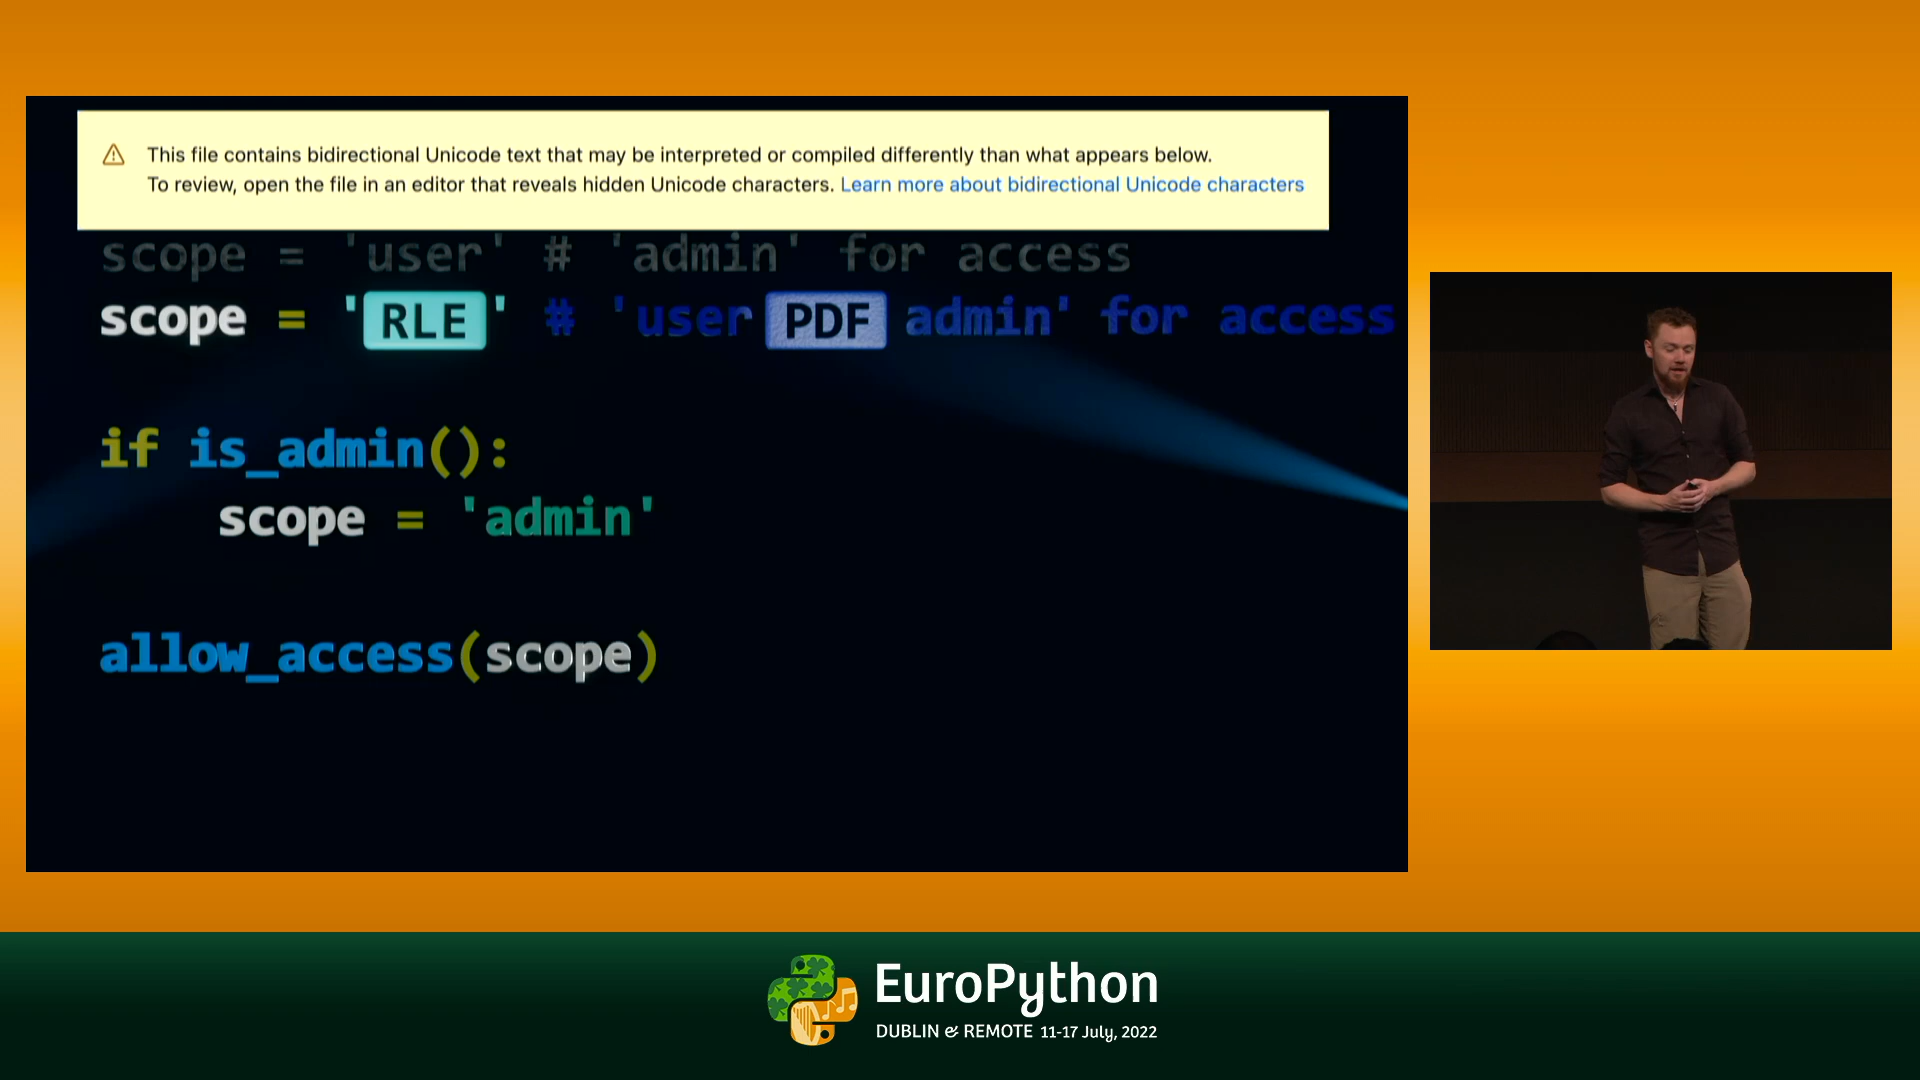 This file contains bidirectional Unicode text that may be interpreted or compiled differently than what appears below.
To review, open the file in an editor that reveals hidden Unicode characters. Learn more about bidirectional Unicode characters
scope = 'user' # 'admin' for access
scope = 'RLE' # 'user PDF admin' for access
if is_admin():
    scope = 'admin'
allow_access(scope)
EuroPython
DUBLIN & REMOTE 11-17 July, 2022